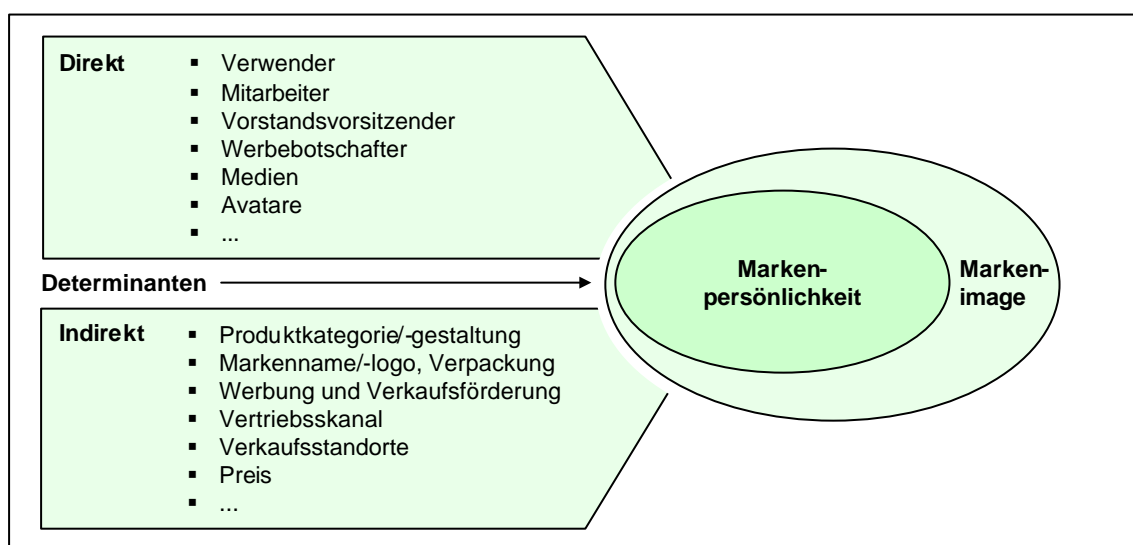 Direkt
▪ Verwender
▪ Mitarbeiter
▪ Vorstandsvorsitzender
▪ Werbebotschafter
▪ Medien
▪ Avatare
▪ ...
Determinanten
Indirekt
▪ Produktkategorie/-gestaltung
▪ Markenname/-logo, Verpackung
▪ Werbung und Verkaufsförderung
▪ Vertriebsskanal
▪ Verkaufsstandorte
▪ Preis
▪ ...
Marken-
persönlichkeit
Marken-
image